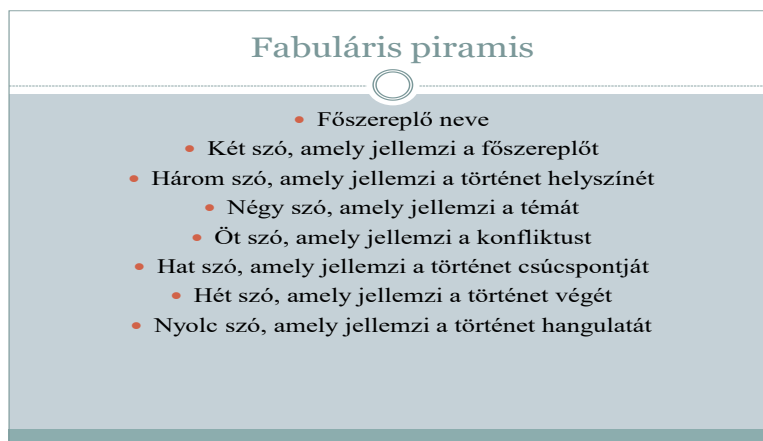 Fabuláris piramis
• Főszereplő neve
• Két szó, amely jellemzi a főszereplőt
• Három szó, amely jellemzi a történet helyszínét
• Négy szó, amely jellemzi a témát
• Öt szó, amely jellemzi a konfliktust
• Hat szó, amely jellemzi a történet csúcspontját
• Hét szó, amely jellemzi a történet végét
• Nyolc szó, amely jellemzi a történet hangulatát